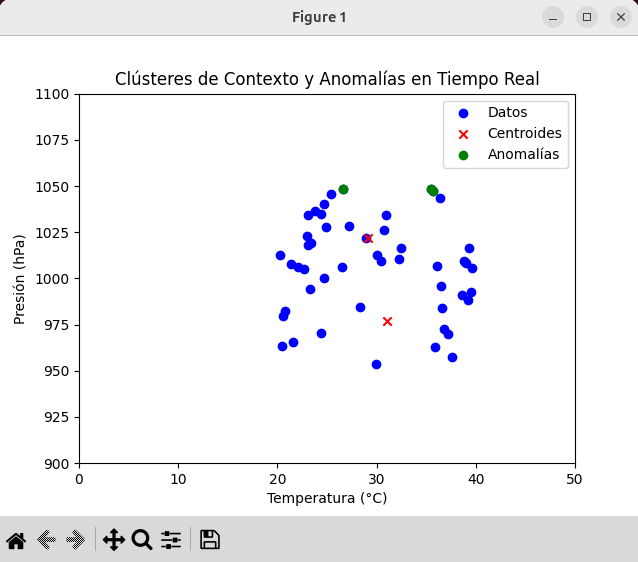 Figure 1
Clústeres de Contexto y Anomalías en Tiempo Real
Datos
Centroides
Anomalías
Presión (hPa)
1100
1075
1050
1025
1000
975
950
925
900
0 10 20 30 40 50
Temperatura (°C)